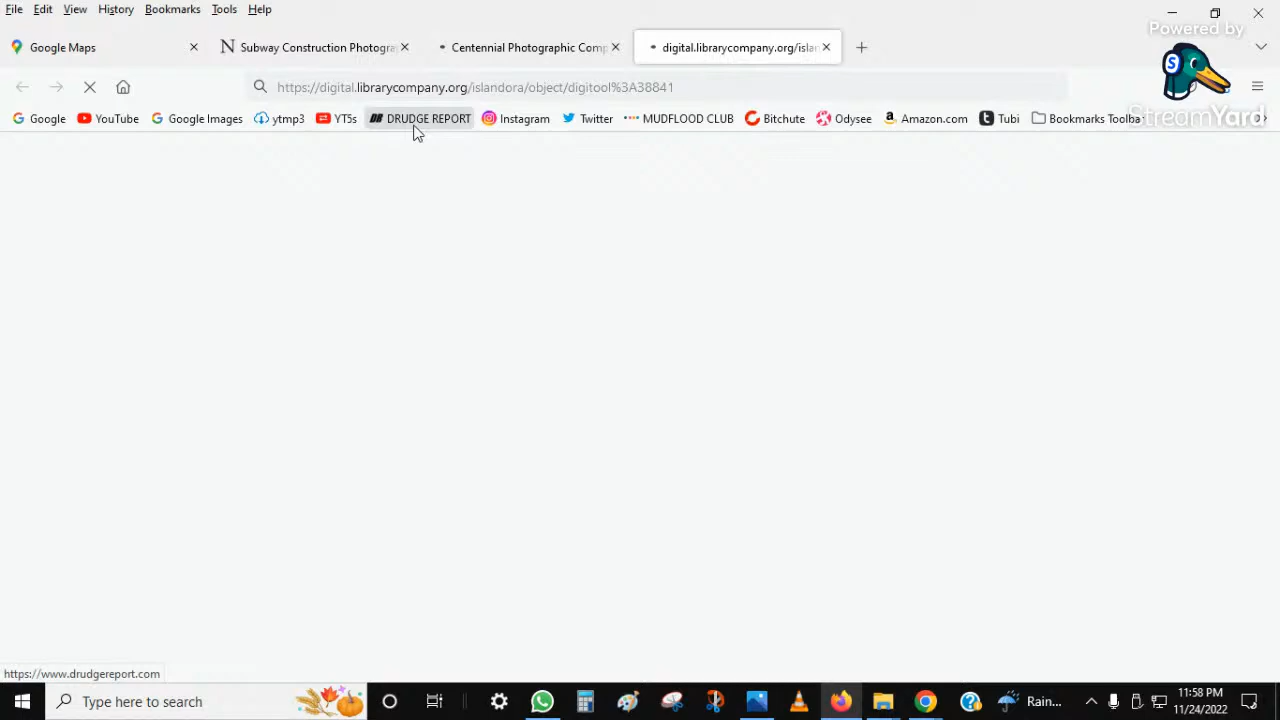 File Edit View History Bookmarks Tools Help
Powered by
Google Maps
Subway Construction Photogra
Centennial Photographic Comp
digital.librarycompany.org/islan
https://digital.librarycompany.org/islandora/object/digitool%3A38841
Google YouTube Google Images ytmp3 YT5s DRUDGE REPORT Instagram Twitter MUDFLOOD CLUB Bitchute Odysee Amazon.com Tubi Bookmarks Toolba
StreamYard
https://www.drudgereport.com
Type here to search
Rain...
11:58 PM
11/24/2022